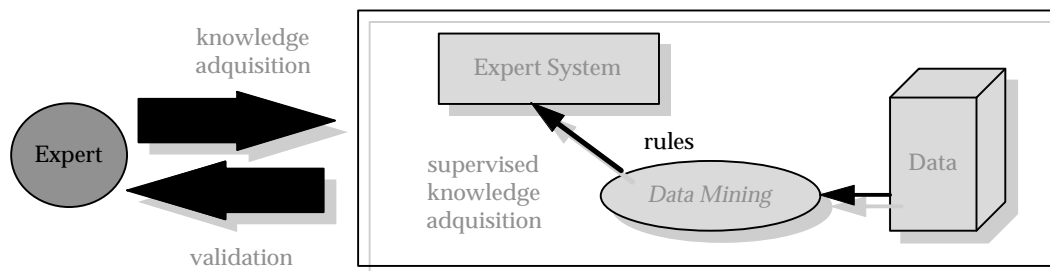 knowledge
adquisition
Expert
validation
Expert System
rules
supervised
knowledge
adquisition
Data Mining
Data